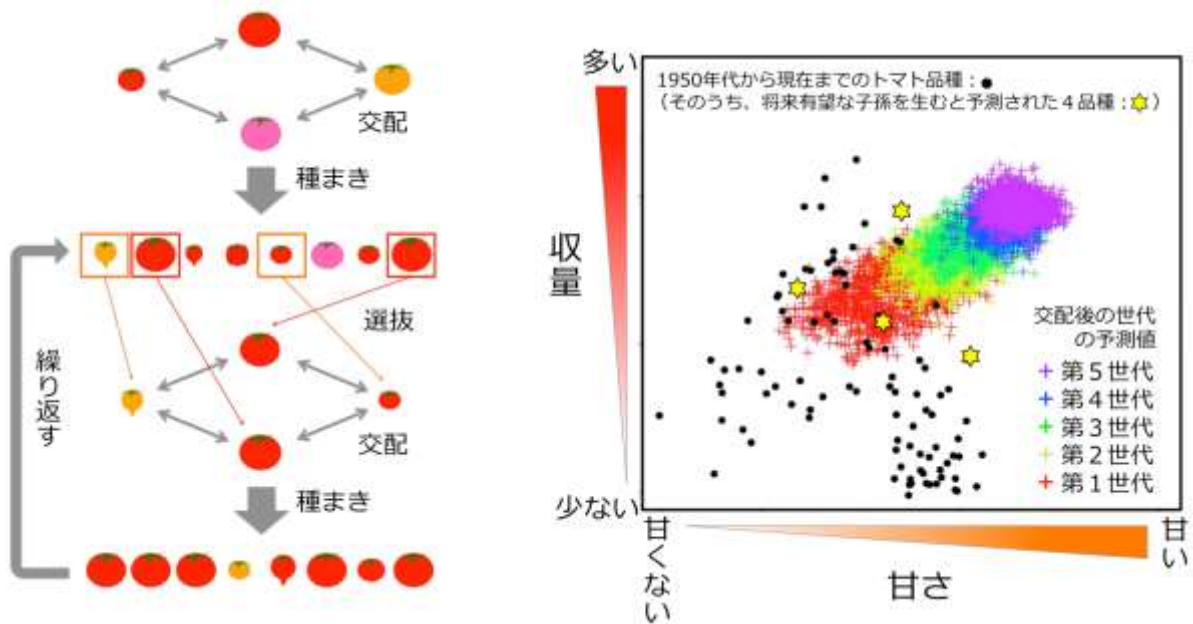 交配
種まき
選抜
交配
種まき
繰り返す
多い
収量
少ない
1950年代から現在までのトマト品種：●
（そのうち、将来有望な子孫を生むと予測された４品種：✡）
交配後の世代
の予測値
+ 第５世代
+ 第４世代
+ 第３世代
+ 第２世代
+ 第１世代
甘くない
甘さ
甘い